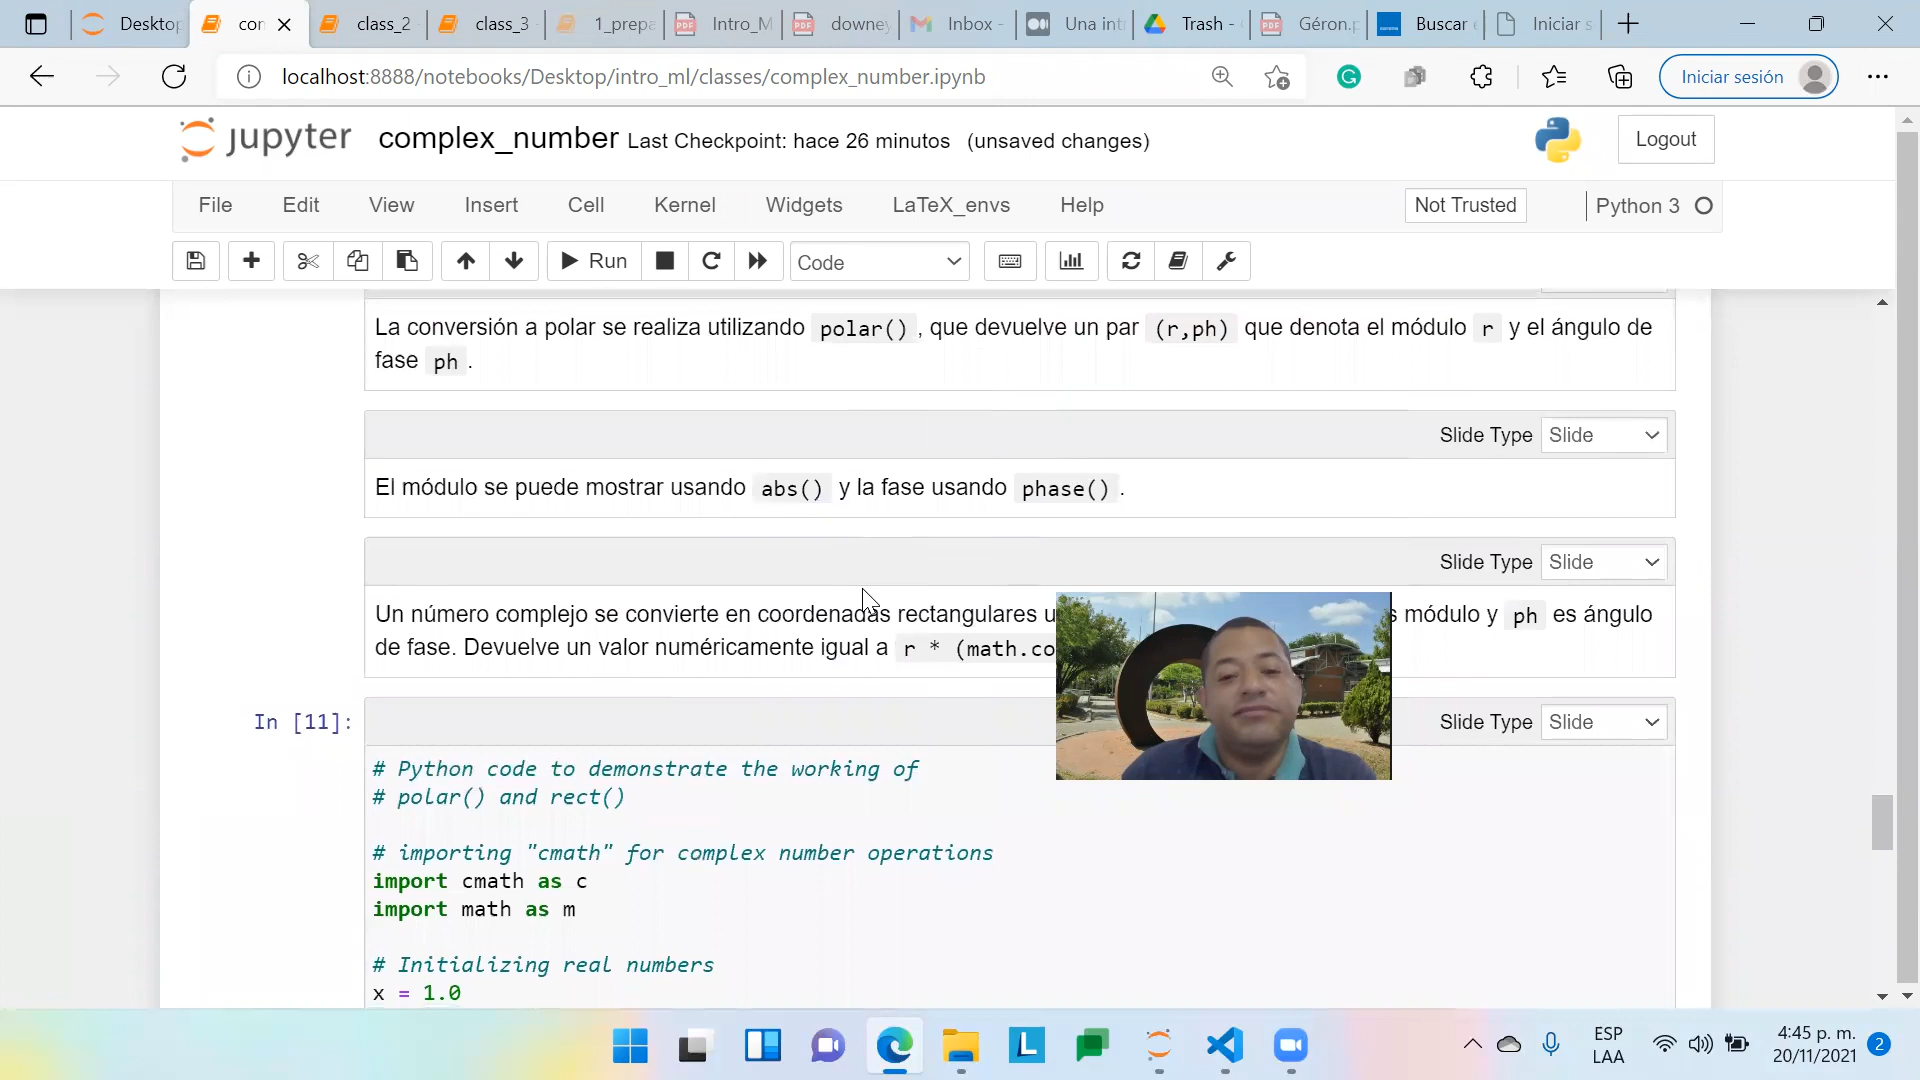 Desktop
con
class_2
class_3
1_prepa
Intro_M
downey
Inbox -
Una int
Trash -
Géron.p
Buscar
Iniciar s
localhost:8888/notebooks/Desktop/intro_ml/classes/complex_number.ipynb
Iniciar sesión
jupyter complex_number Last Checkpoint: hace 26 minutos (unsaved changes)
Logout
File Edit View Insert Cell Kernel Widgets LaTeX_envs Help
Not Trusted
Python 3
Run
Code
La conversión a polar se realiza utilizando polar() , que devuelve un par (r,ph) que denota el módulo r y el ángulo de
fase ph .
Slide Type Slide
El módulo se puede mostrar usando abs() y la fase usando phase() .
Slide Type Slide
Un número complejo se convierte en coordenadas rectangulares módulo y ph es ángulo
de fase. Devuelve un valor numéricamente igual a r * (math.co
In [11]:
Slide Type Slide
# Python code to demonstrate the working of
# polar() and rect()
# importing "cmath" for complex number operations
import cmath as c
import math as m
# Initializing real numbers
x = 1.0
L
ESP
LAA
4:45 p. m.
20/11/2021
2